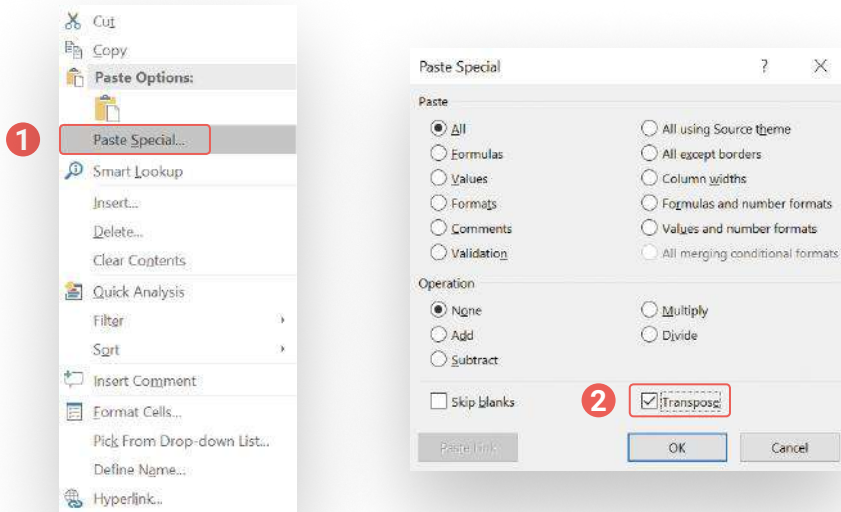 Cut
Copy
Paste Options:
1
Paste Special...
Smart Lookup
Insert...
Delete...
Clear Contents
Quick Analysis
Filter
Sort
Insert Comment
Format Cells...
Pick From Drop-down List...
Define Name...
Hyperlink...
Paste Special ? X
Paste
All
All using Source theme
Formulas
All except borders
Values
Column widths
Formats
Formulas and number formats
Comments
Values and number formats
Validation
All merging conditional formats
Operation
None
Multiply
Add
Divide
Subtract
Skip blanks
2
Transpose
Paste Link
OK
Cancel